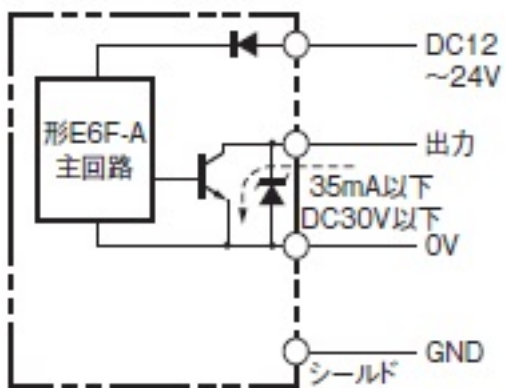 DC12
～24V
形E6F-A
主回路
出力
35mA以下
DC30V以下
0V
GND
シールド